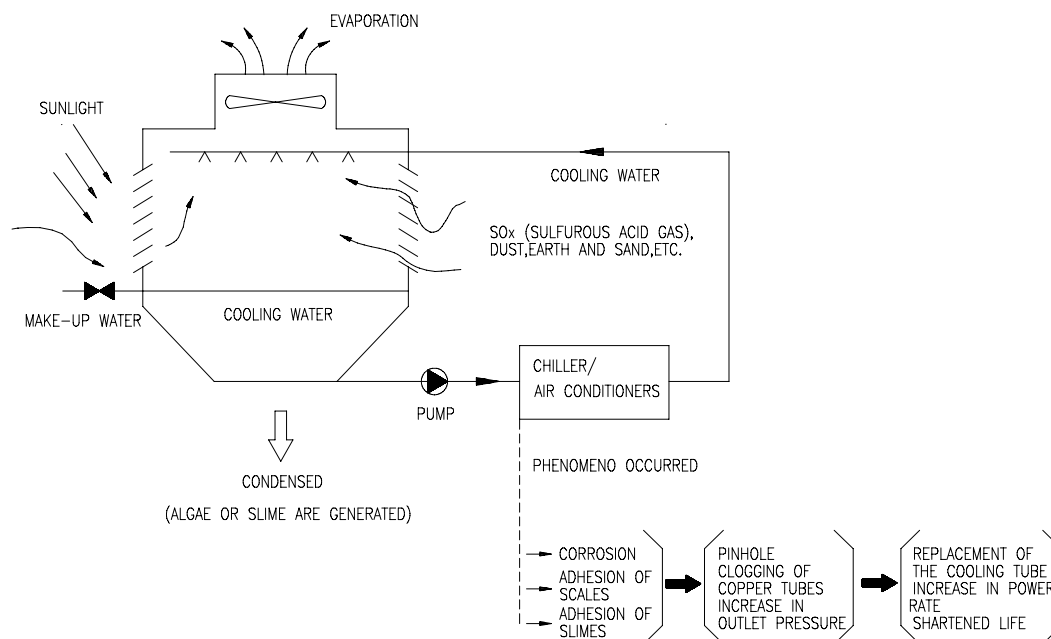 EVAPORATION
SUNLIGHT
COOLING WATER
SOx (SULFUROUS ACID GAS),
DUST,EARTH AND SAND,ETC.
MAKE-UP WATER
COOLING WATER
CHILLER/
AIR CONDITIONERS
PUMP
CONDENSED
(ALGAE OR SLIME ARE GENERATED)
PHENOMENO OCCURRED
CORROSION
ADHESION OF
SCALES
ADHESION OF
SLIMES
PINHOLE
CLOGGING OF
COPPER TUBES
INCREASE IN
OUTLET PRESSURE
REPLACEMENT OF
THE COOLING TUBE
INCREASE IN POWER
RATE
SHARTENED LIFE